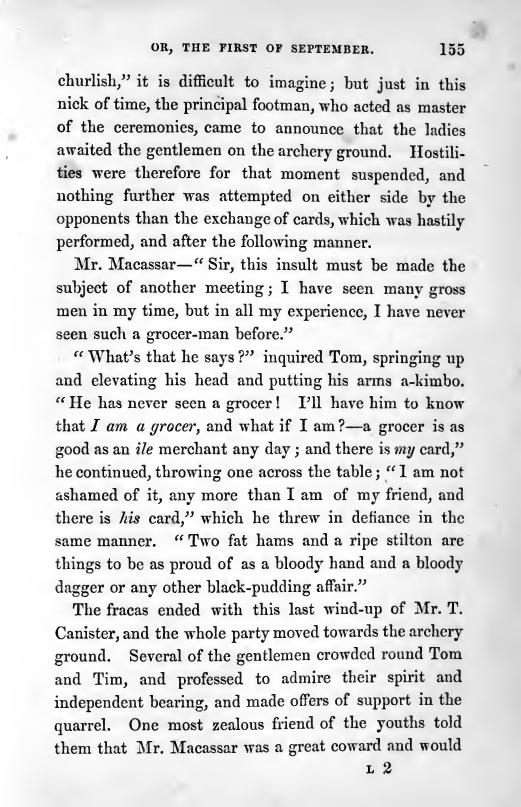 OR, THE FIRST OF SEPTEMBER. 155
churlish,” it is difficult to imagine; but just in this
nick of time, the principal footman, who acted as master
of the ceremonies, came to announce that the ladies
awaited the gentlemen on the archery ground. Hostili-
ties were therefore for that moment suspended, and
nothing further was attempted on either side by the
opponents than the exchange of cards, which was hastily
performed, and after the following manner.
Mr. Macassar—“ Sir, this insult must be made the
subject of another meeting; I have seen many gross
men in my time, but in all my experience, I have never
seen such a grocer-man before.”
“ What’s that he says?” inquired Tom, springing up
and elevating his head and putting his arms a-kimbo.
“ He has never seen a grocer! I’ll have him to know
that I am a grocer, and what if I am?—a grocer is as
good as an ile merchant any day; and there is my card,”
he continued, throwing one across the table; “ I am not
ashamed of it, any more than I am of my friend, and
there is his card,” which he threw in defiance in the
same manner. “ Two fat hams and a ripe stilton are
things to be as proud of as a bloody hand and a bloody
dagger or any other black-pudding affair.”
The fracas ended with this last wind-up of Mr. T.
Canister, and the whole party moved towards the archery
ground. Several of the gentlemen crowded round Tom
and Tim, and professed to admire their spirit and
independent bearing, and made offers of support in the
quarrel. One most zealous friend of the youths told
them that Mr. Macassar was a great coward and would
L 2